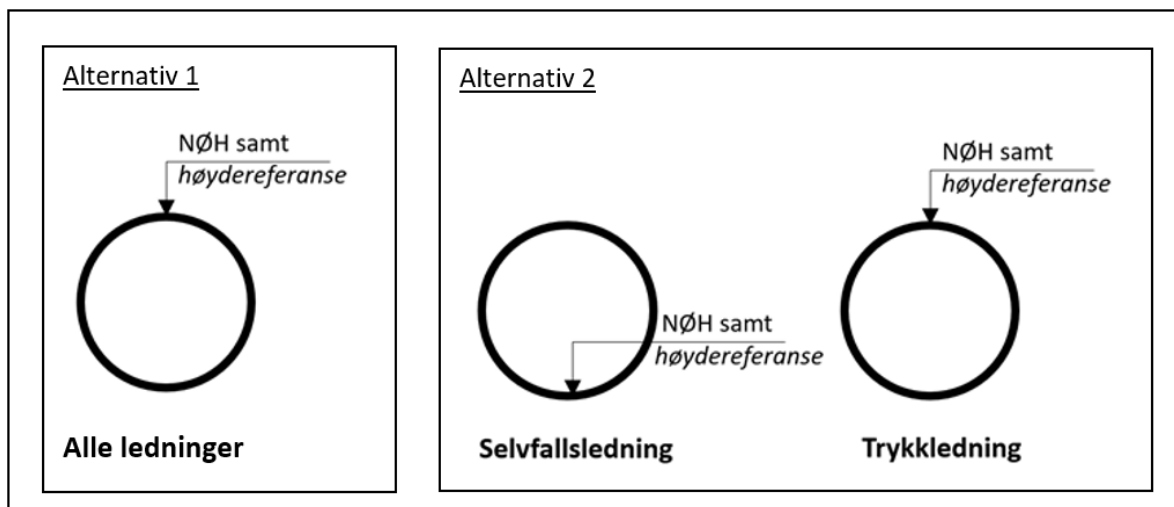 Alternativ 1
NØH samt
høydereferanse
Alle ledninger
Alternativ 2
NØH samt
høydereferanse
Selvfallsledning
NØH samt
høydereferanse
Trykkledning